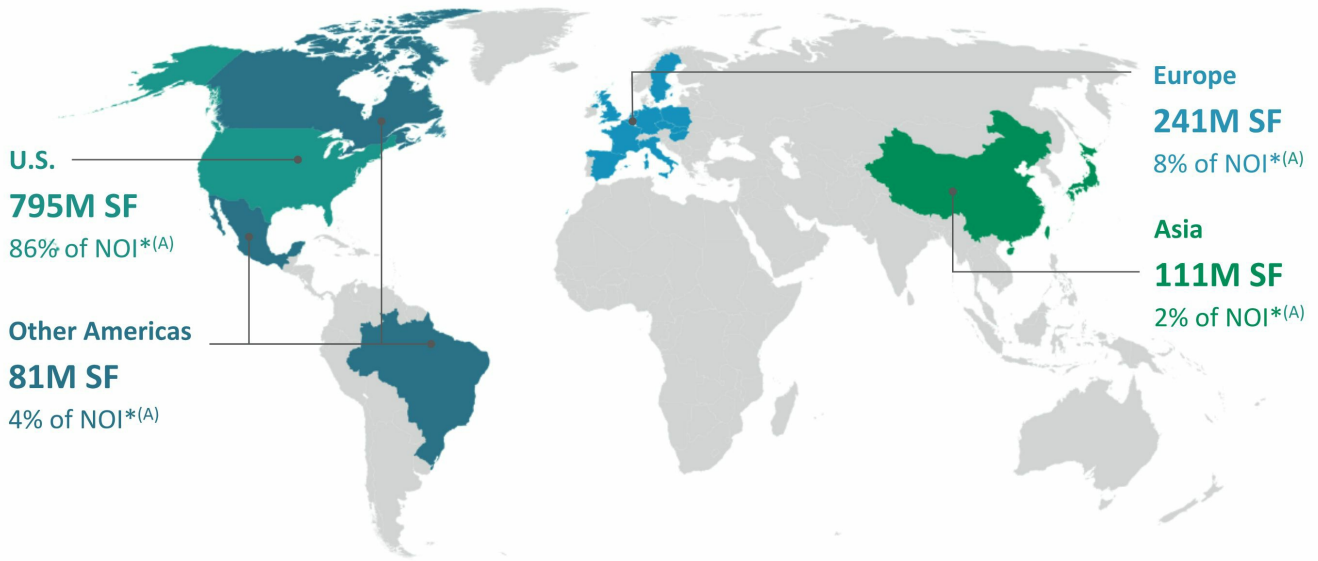 U.S.
795M SF
86% of NOI*(A)
Other Americas
81M SF
4% of NOI*(A)
Europe
241M SF
8% of NOI*(A)
Asia
111M SF
2% of NOI*(A)